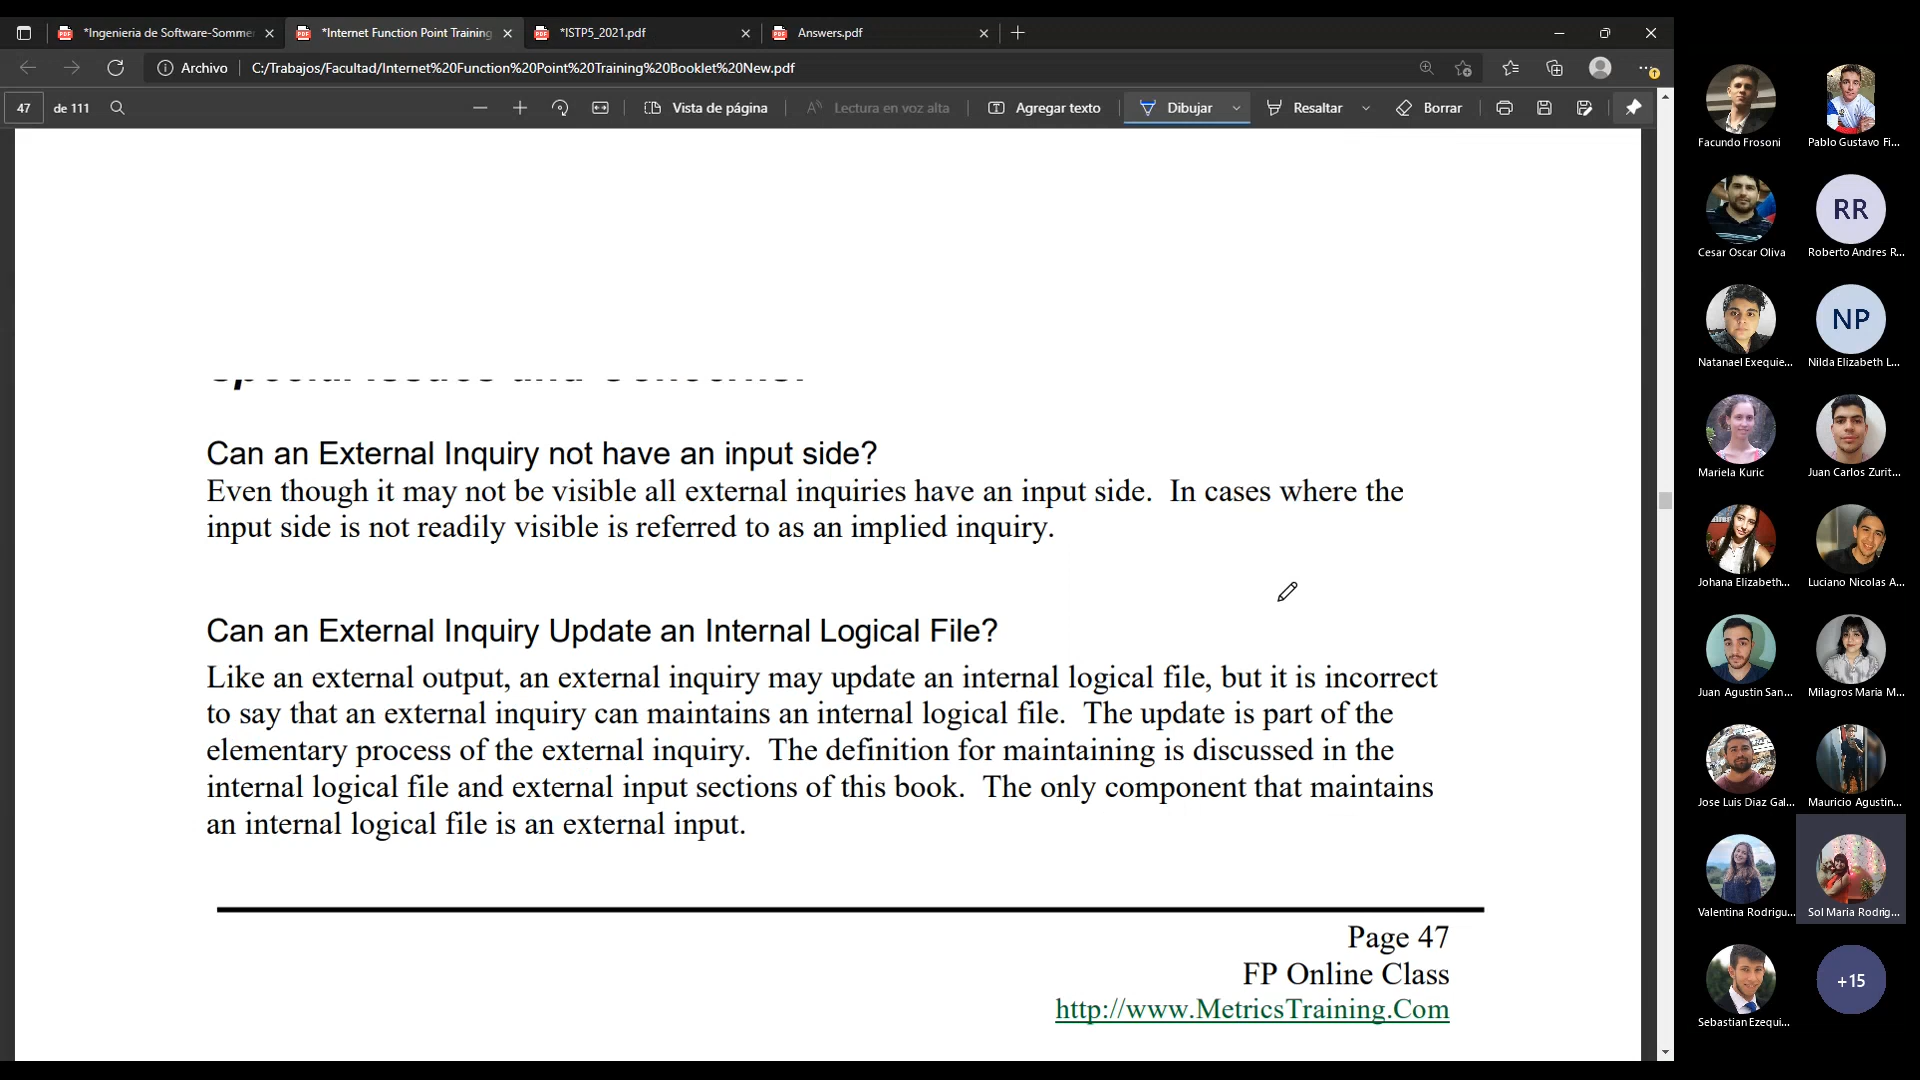 *Ingenieria de Software-Somme
*Internet Function Point Training
*ISTP5_2021.pdf
Answers.pdf
Archivo
C:/Trabajos/Facultad/Internet%20Function%20Point%20Training%20Booklet%20New.pdf
47 de 111
Vista de página
Lectura en voz alta
Agregar texto
Dibujar
Resaltar
Borrar
Can an External Inquiry not have an input side?
Even though it may not be visible all external inquiries have an input side. In cases where the
input side is not readily visible is referred to as an implied inquiry.
Can an External Inquiry Update an Internal Logical File?
Like an external output, an external inquiry may update an internal logical file, but it is incorrect
to say that an external inquiry can maintains an internal logical file. The update is part of the
elementary process of the external inquiry. The definition for maintaining is discussed in the
internal logical file and external input sections of this book. The only component that maintains
an internal logical file is an external input.
Page 47
FP Online Class
http://www.MetricsTraining.Com
Facundo Frosoni
Pablo Gustavo Fi...
Cesar Oscar Oliva
RR
Roberto Andres R...
Natanael Exequie...
NP
Nilda Elizabeth L...
Mariela Kuric
Juan Carlos Zurit...
Johana Elizabeth...
Luciano Nicolas A...
Juan Agustin San...
Milagros Maria M...
Jose Luis Diaz Gal...
Mauricio Agustin...
Valentina Rodrigu...
Sol Maria Rodrig...
Sebastian Ezequi...
+15